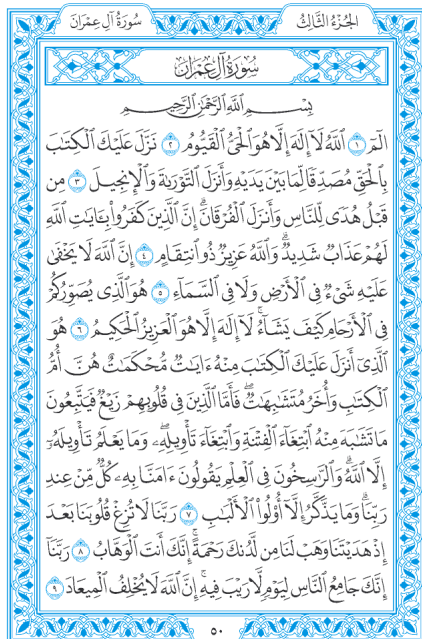 الجُزْءُ الثَّالِثُ
سُورَةُ آلِ عِمْرَانَ
سُورَةُ آلِ عِمْرَانَ
بِسْمِ ٱللَّهِ ٱلرَّحْمَٰنِ ٱلرَّحِيمِ
الٓمٓ ١ ٱللَّهُ لَآ إِلَٰهَ إِلَّا هُوَ ٱلْحَىُّ ٱلْقَيُّومُ ٢ نَزَّلَ عَلَيْكَ ٱلْكِتَٰبَ
بِٱلْحَقِّ مُصَدِّقًا لِّمَا بَيْنَ يَدَيْهِ وَأَنزَلَ ٱلتَّوْرَىٰةَ وَٱلْإِنجِيلَ ٣ مِن
قَبْلُ هُدًى لِّلنَّاسِ وَأَنزَلَ ٱلْفُرْقَانَ ۗ إِنَّ ٱلَّذِينَ كَفَرُوا۟ بِـَٔايَٰتِ ٱللَّهِ
لَهُمْ عَذَابٌ شَدِيدٌ ۗ وَٱللَّهُ عَزِيزٌ ذُو ٱنتِقَامٍ ٤ إِنَّ ٱللَّهَ لَا يَخْفَىٰ
عَلَيْهِ شَىْءٌ فِى ٱلْأَرْضِ وَلَا فِى ٱلسَّمَآءِ ٥ هُوَ ٱلَّذِى يُصَوِّرُكُمْ
فِى ٱلْأَرْحَامِ كَيْفَ يَشَآءُ ۚ لَآ إِلَٰهَ إِلَّا هُوَ ٱلْعَزِيزُ ٱلْحَكِيمُ ٦ هُوَ
ٱلَّذِىٓ أَنزَلَ عَلَيْكَ ٱلْكِتَٰبَ مِنْهُ ءَايَٰتٌ مُّحْكَمَٰتٌ هُنَّ أُمُّ
ٱلْكِتَٰبِ وَأُخَرُ مُتَشَٰبِهَٰتٌ ۖ فَأَمَّا ٱلَّذِينَ فِى قُلُوبِهِمْ زَيْغٌ فَيَتَّبِعُونَ
مَا تَشَٰبَهَ مِنْهُ ٱبْتِغَآءَ ٱلْفِتْنَةِ وَٱبْتِغَآءَ تَأْوِيلِهِۦ ۗ وَمَا يَعْلَمُ تَأْوِيلَهُۥٓ
إِلَّا ٱللَّهُ ۗ وَٱلرَّٰسِخُونَ فِى ٱلْعِلْمِ يَقُولُونَ ءَامَنَّا بِهِۦ كُلٌّ مِّنْ عِندِ
رَبِّنَا ۗ وَمَا يَذَّكَّرُ إِلَّآ أُو۟لُوا۟ ٱلْأَلْبَٰبِ ٧ رَبَّنَا لَا تُزِغْ قُلُوبَنَا بَعْدَ
إِذْ هَدَيْتَنَا وَهَبْ لَنَا مِن لَّدُنكَ رَحْمَةً ۚ إِنَّكَ أَنتَ ٱلْوَهَّابُ ٨ رَبَّنَآ
إِنَّكَ جَامِعُ ٱلنَّاسِ لِيَوْمٍ لَّا رَيْبَ فِيهِ ۚ إِنَّ ٱللَّهَ لَا يُخْلِفُ ٱلْمِيعَادَ ٩
٥٠